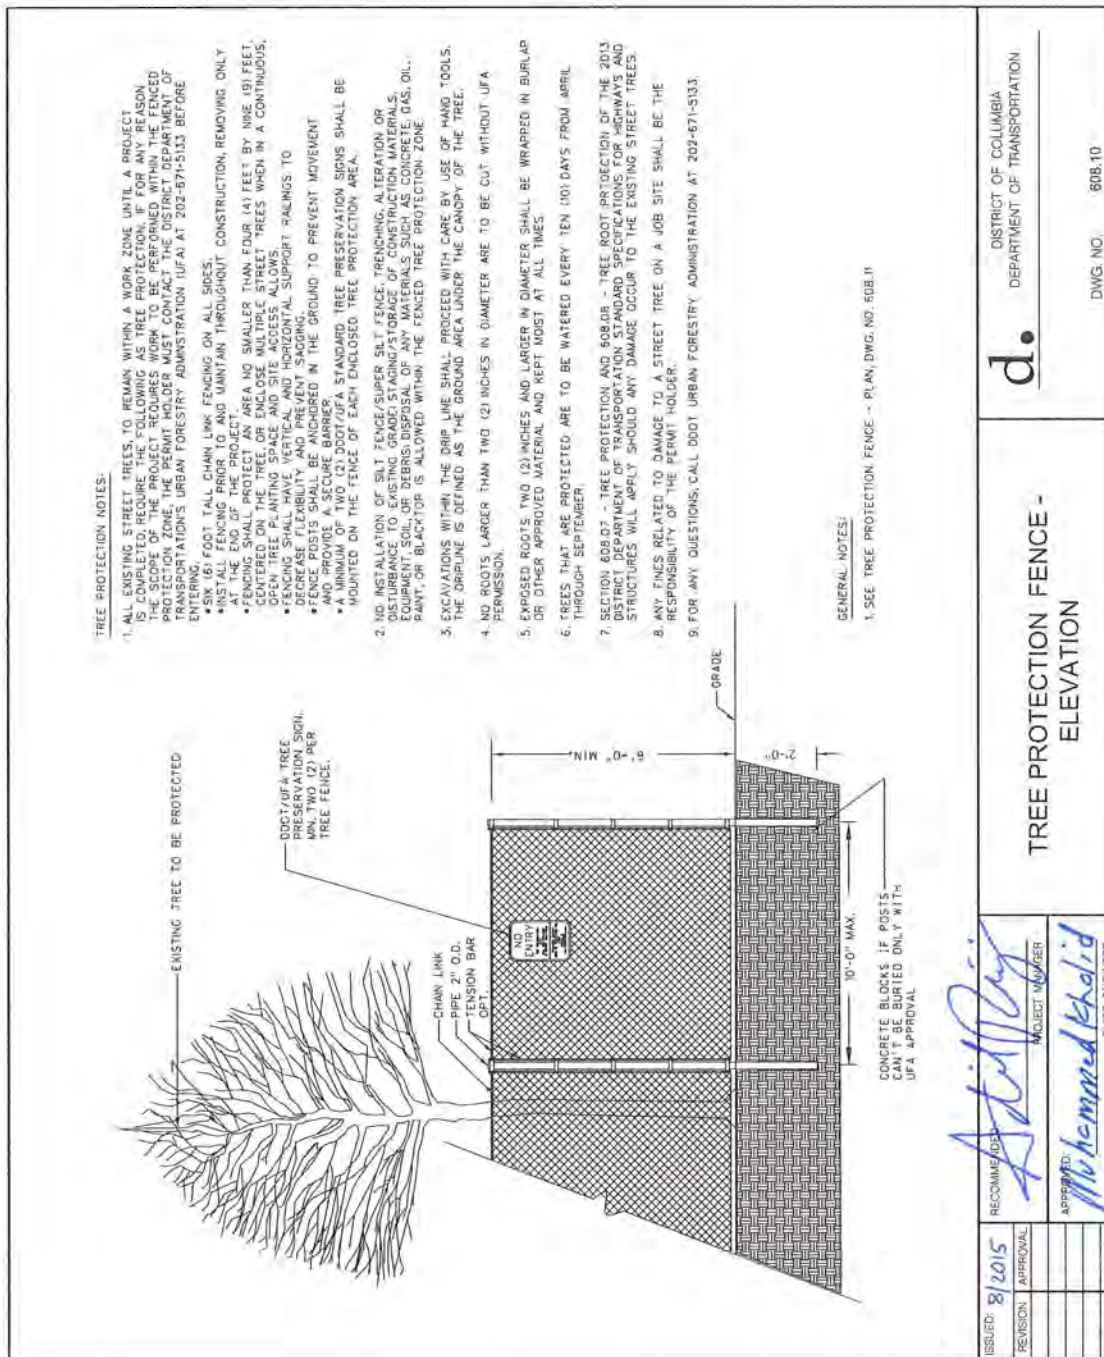 TREE PROTECTION NOTES:
1. ALL EXISTING STREET TREES, TO REMAIN WITHIN A WORK ZONE UNTIL A PROJECT
IS COMPLETED, REQUIRE THE FOLLOWING AS TREE PROTECTION. IF FOR ANY REASON
THE SCOPE OF THE PROJECT REQUIRES WORK TO BE PERFORMED WITHIN THE FENCED
PROTECTION ZONE, THE PERMIT HOLDER MUST CONTACT THE DISTRICT DEPARTMENT OF
TRANSPORTATION'S URBAN FORESTRY ADMINSTRATION (UFA) AT 202-671-5133 BEFORE
ENTERING.
• SIX (6) FOOT TALL CHAIN LINK FENCING ON ALL SIDES.
• INSTALL FENCING PRIOR TO AND MAINTAIN THROUGHOUT CONSTRUCTION, REMOVING ONLY
AT THE END OF THE PROJECT.
• FENCING SHALL PROTECT AN AREA NO SMALLER THAN FOUR (4) FEET BY NINE (9) FEET,
CENTERED ON THE TREE, OR ENCLOSE MULTIPLE STREET TREES WHEN IN A CONTINUOUS,
OPEN TREE PLANTING SPACE AND SITE ACCESS ALLOWS.
• FENCING SHALL HAVE VERTICAL AND HORIZONTAL SUPPORT RAILINGS TO
DECREASE FLEXIBILITY AND PREVENT SAGGING.
• FENCE POSTS SHALL BE ANCHORED IN THE GROUND TO PREVENT MOVEMENT
AND PROVIDE A SECURE BARRIER.
• A MINIMUM OF TWO (2) DDOT/UFA STANDARD TREE PRESERVATION SIGNS SHALL BE
MOUNTED ON THE FENCE OF EACH ENCLOSED TREE PROTECTION AREA.
2. NO INSTALLATION OF SILT FENCE/SUPER SILT FENCE, TRENCHING, ALTERATION OR
DISTURBANCE TO EXISTING GRADE; STAGING/STORAGE OF CONSTRUCTION MATERIALS,
EQUIPMENT, SOIL, OR DEBRIS; DISPOSAL OF ANY MATERIALS SUCH AS CONCRETE, GAS, OIL,
PAINT, OR BLACKTOP IS ALLOWED WITHIN THE FENCED TREE PROTECTION ZONE.
3. EXCAVATIONS WITHIN THE DRIP LINE SHALL PROCEED WITH CARE BY USE OF HAND TOOLS.
THE DRIPLINE IS DEFINED AS THE GROUND AREA UNDER THE CANOPY OF THE TREE.
4. NO ROOTS LARGER THAN TWO (2) INCHES IN DIAMETER ARE TO BE CUT WITHOUT UFA
PERMISSION.
5. EXPOSED ROOTS TWO (2) INCHES AND LARGER IN DIAMETER SHALL BE WRAPPED IN BURLAP
OR OTHER APPROVED MATERIAL AND KEPT MOIST AT ALL TIMES
6. TREES THAT ARE PROTECTED ARE TO BE WATERED EVERY TEN (10) DAYS FROM APRIL
THROUGH SEPTEMBER.
7. SECTION 608.07 - TREE PROTECTION AND 608.08 - TREE ROOT PROTECTION OF THE 2013
DISTRICT DEPARTMENT OF TRANSPORTATION STANDARD SPECIFICATIONS FOR HIGHWAYS AND
STRUCTURES WILL APPLY SHOULD ANY DAMAGE OCCUR TO THE EXISTING STREET TREES.
8. ANY FINES RELATED TO DAMAGE TO A STREET TREE ON A JOB SITE SHALL BE THE
RESPONSIBILITY OF THE PERMIT HOLDER.
9. FOR ANY QUESTIONS, CALL DDOT URBAN FORESTRY ADMINISTRATION AT 202-671-5133.
GENERAL NOTES:
1. SEE TREE PROTECTION FENCE - PLAN, DWG. NO. 608.11
EXISTING TREE TO BE PROTECTED
DDOT/UFA TREE
PRESERVATION SIGN.
MIN. TWO (2) PER
TREE FENCE.
CHAIN LINK
PIPE 2" O.D.
TENSION BAR
OPT.
NO
ENTRY
GRADE
6'-0" MIN.
2'-0"
10'-0" MAX.
CONCRETE BLOCKS IF POSTS
CAN'T BE BURIED ONLY WITH
UFA APPROVAL
ISSUED: 8/2015
REVISION APPROVAL
RECOMMENDED:
PROJECT MANAGER
APPROVED:
Muhammed Khalid
TREE PROTECTION FENCE -
ELEVATION
d.
DISTRICT OF COLUMBIA
DEPARTMENT OF TRANSPORTATION
DWG. NO. 608.10